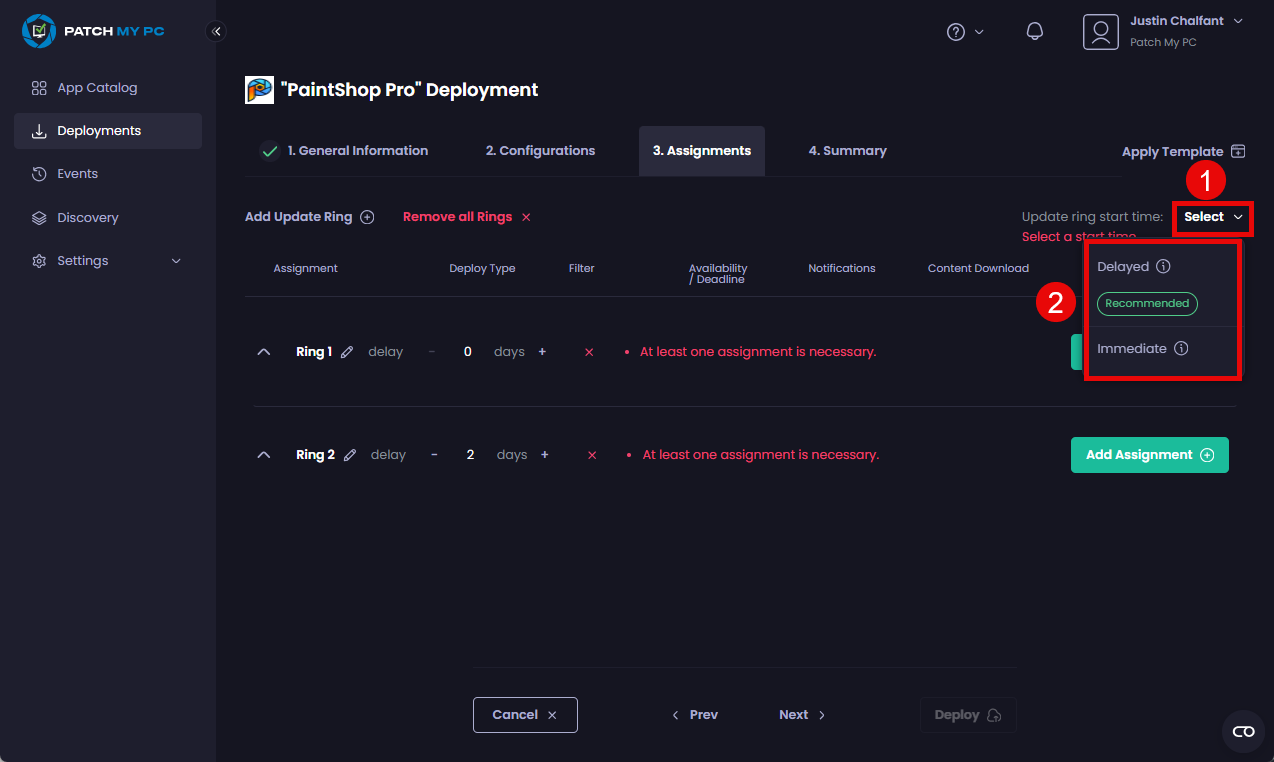 PATCH MY PC
Justin Chalfant
Patch My PC
App Catalog
Deployments
Events
Discovery
Settings
"PaintShop Pro" Deployment
1. General Information
2. Configurations
3. Assignments
4. Summary
Apply Template
1
Add Update Ring
Remove all Rings
Update ring start time:
Select
Select a start time
Assignment
Deploy Type
Filter
Availability
/ Deadline
Notifications
Content Download
2
Delayed
Recommended
Immediate
Ring 1 delay - 0 days +
• At least one assignment is necessary.
Ring 2 delay - 2 days +
• At least one assignment is necessary.
Add Assignment
Cancel
Prev
Next
Deploy